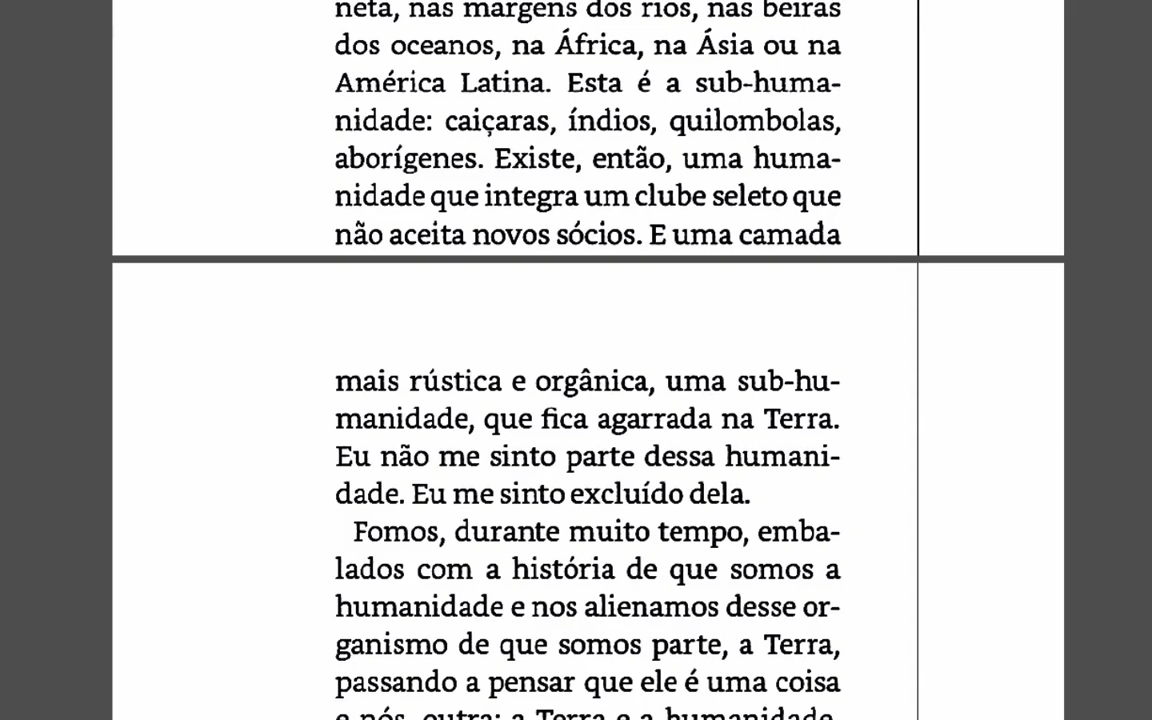 neta, nas margens dos rios, nas beiras
dos oceanos, na África, na Ásia ou na
América Latina. Esta é a sub-huma-
nidade: caiçaras, índios, quilombolas,
aborígenes. Existe, então, uma huma-
nidade que integra um clube seleto que
não aceita novos sócios. E uma camada
mais rústica e orgânica, uma sub-hu-
manidade, que fica agarrada na Terra.
Eu não me sinto parte dessa humani-
dade. Eu me sinto excluído dela.
Fomos, durante muito tempo, emba-
lados com a história de que somos a
humanidade e nos alienamos desse or-
ganismo de que somos parte, a Terra,
passando a pensar que ele é uma coisa
e nós, outra: a Terra e a humanidade.